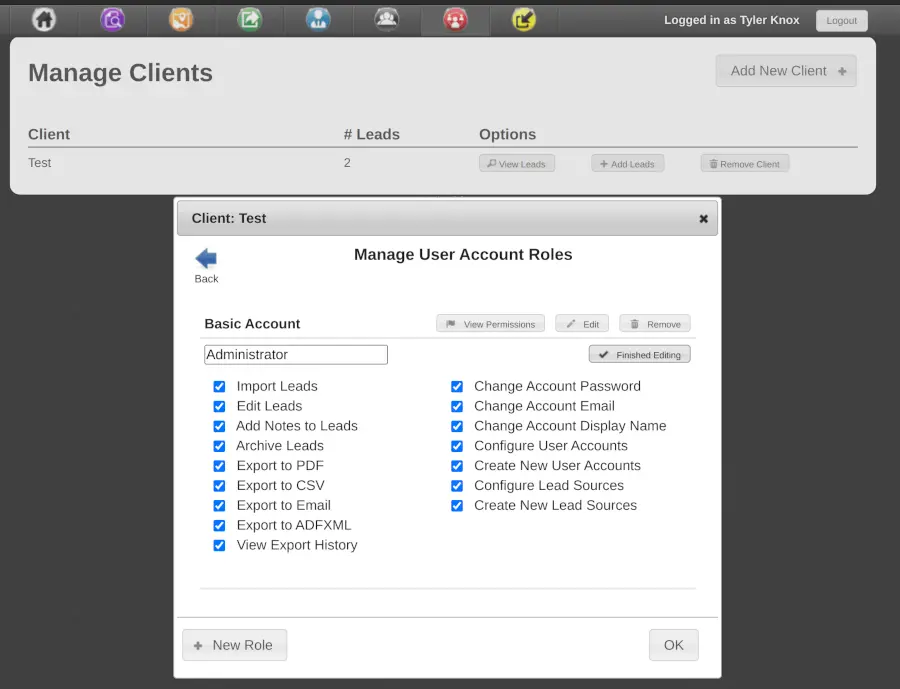 Logged in as Tyler Knox Logout
Manage Clients
Add New Client
Client # Leads Options
Test 2 View Leads Add Leads Remove Client
Client: Test
Manage User Account Roles
Back
Basic Account View Permissions Edit Remove
Administrator Finished Editing
Import Leads Change Account Password
Edit Leads Change Account Email
Add Notes to Leads Change Account Display Name
Archive Leads Configure User Accounts
Export to PDF Create New User Accounts
Export to CSV Configure Lead Sources
Export to Email Create New Lead Sources
Export to ADFXML
View Export History
New Role OK